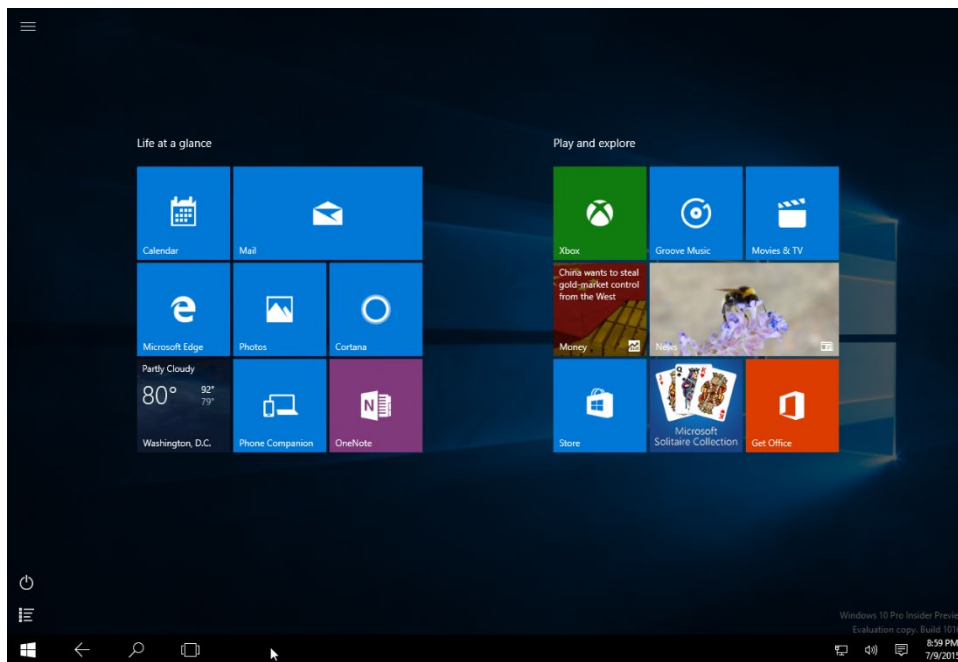 Life at a glance
Play and explore
Calendar
Mail
Xbox
Groove Music
Movies & TV
China wants to steal
gold-market control
from the West
Microsoft Edge
Photos
Cortana
Money
News
Partly Cloudy
80°
92°
79°
Washington, D.C.
Phone Companion
N
OneNote
Store
Microsoft
Solitaire Collection
Get Office
Windows 10 Pro Insider Previe
Evaluation copy. Build 101
8:59 PM
7/9/2015